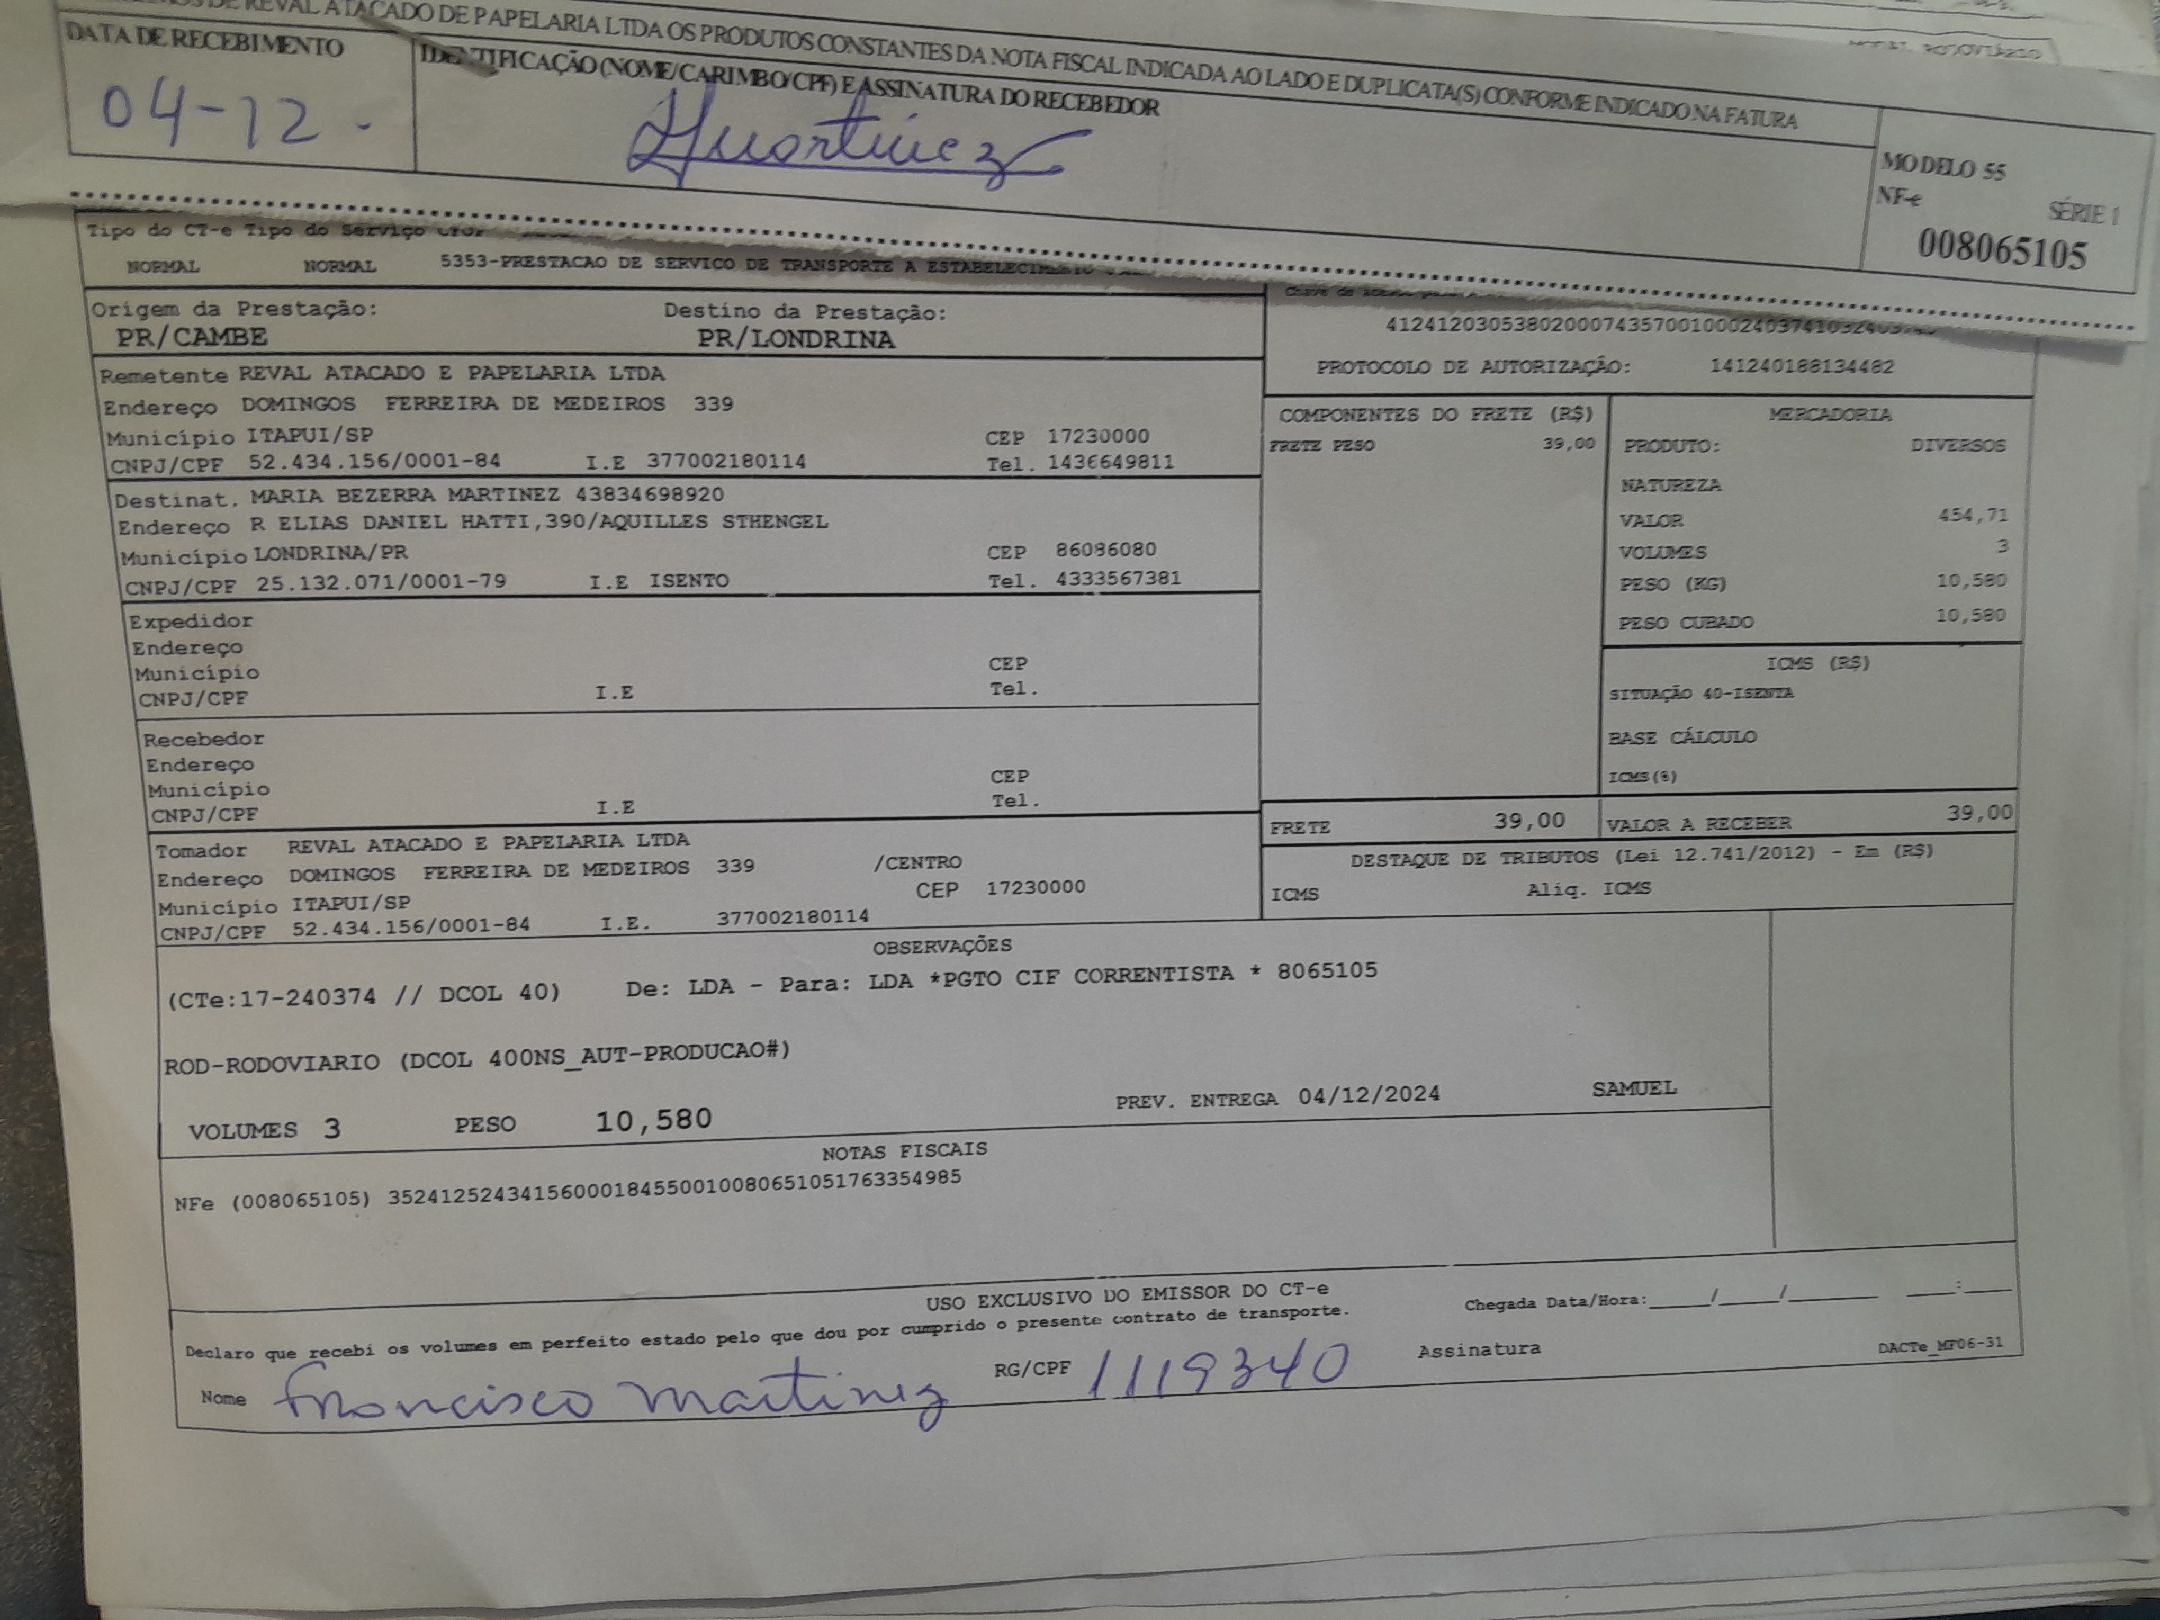 DE REVAL ATACADO DE PAPELARIA LTDA OS PRODUTOS CONSTANTES DA NOTA FISCAL INDICADA AO LADO E DUPLICATA(S) CONFORME INDICADO NA FATURA
DATA DE RECEBIMENTO
IDENTIFICAÇÃO (NOME/CARIMBO/CPF) E ASSINATURA DO RECEBEDOR
04-12
MODELO 55
NF-e SÉRIE 1
008065105
Tipo do CT-e Tipo do Serviço
NORMAL NORMAL 5353-PRESTACAO DE SERVICO DE TRANSPORTE A ESTABELECIMENTO
Origem da Prestação: Destino da Prestação:
PR/CAMBE PR/LONDRINA
PROTOCOLO DE AUTORIZAÇÃO: 141240188134482
Remetente REVAL ATACADO E PAPELARIA LTDA
Endereço DOMINGOS FERREIRA DE MEDEIROS 339
Município ITAPUI/SP CEP 17230000
CNPJ/CPF 52.434.156/0001-84 I.E 377002180114 Tel. 1436649811
Destinat. MARIA BEZERRA MARTINEZ 43834698920
Endereço R ELIAS DANIEL HATTI,390/AQUILLES STHENGEL
Município LONDRINA/PR CEP 86086080
CNPJ/CPF 25.132.071/0001-79 I.E ISENTO Tel. 4333567381
Expedidor
Endereço
Município CEP
CNPJ/CPF I.E Tel.
Recebedor
Endereço
Município CEP
CNPJ/CPF I.E Tel.
Tomador REVAL ATACADO E PAPELARIA LTDA
Endereço DOMINGOS FERREIRA DE MEDEIROS 339 /CENTRO
Município ITAPUI/SP CEP 17230000
CNPJ/CPF 52.434.156/0001-84 I.E. 377002180114
COMPONENTES DO FRETE (R$)
FRETE PESO 39,00
MERCADORIA
PRODUTO: DIVERSOS
NATUREZA
VALOR 454,71
VOLUMES 3
PESO (KG) 10,580
PESO CUBADO 10,580
ICMS (R$)
SITUAÇÃO 40-ISENTA
BASE CÁLCULO
ICMS(%)
FRETE 39,00 VALOR A RECEBER 39,00
DESTAQUE DE TRIBUTOS (Lei 12.741/2012) - Em (R$)
ICMS Aliq. ICMS
OBSERVAÇÕES
(CTe:17-240374 // DCOL 40) De: LDA - Para: LDA *PGTO CIF CORRENTISTA * 8065105
ROD-RODOVIARIO (DCOL 400NS_AUT-PRODUCAO#)
PREV. ENTREGA 04/12/2024 SAMUEL
VOLUMES 3 PESO 10,580
NOTAS FISCAIS
NFe (008065105) 35241252434156000184550010080651051763354985
USO EXCLUSIVO DO EMISSOR DO CT-e
Declaro que recebi os volumes em perfeito estado pelo que dou por cumprido o presente contrato de transporte.
Chegada Data/Hora:_____/_____/_______ ____:____
Nome Francisco Martinez RG/CPF 1119340 Assinatura
DACTe_MF06-31